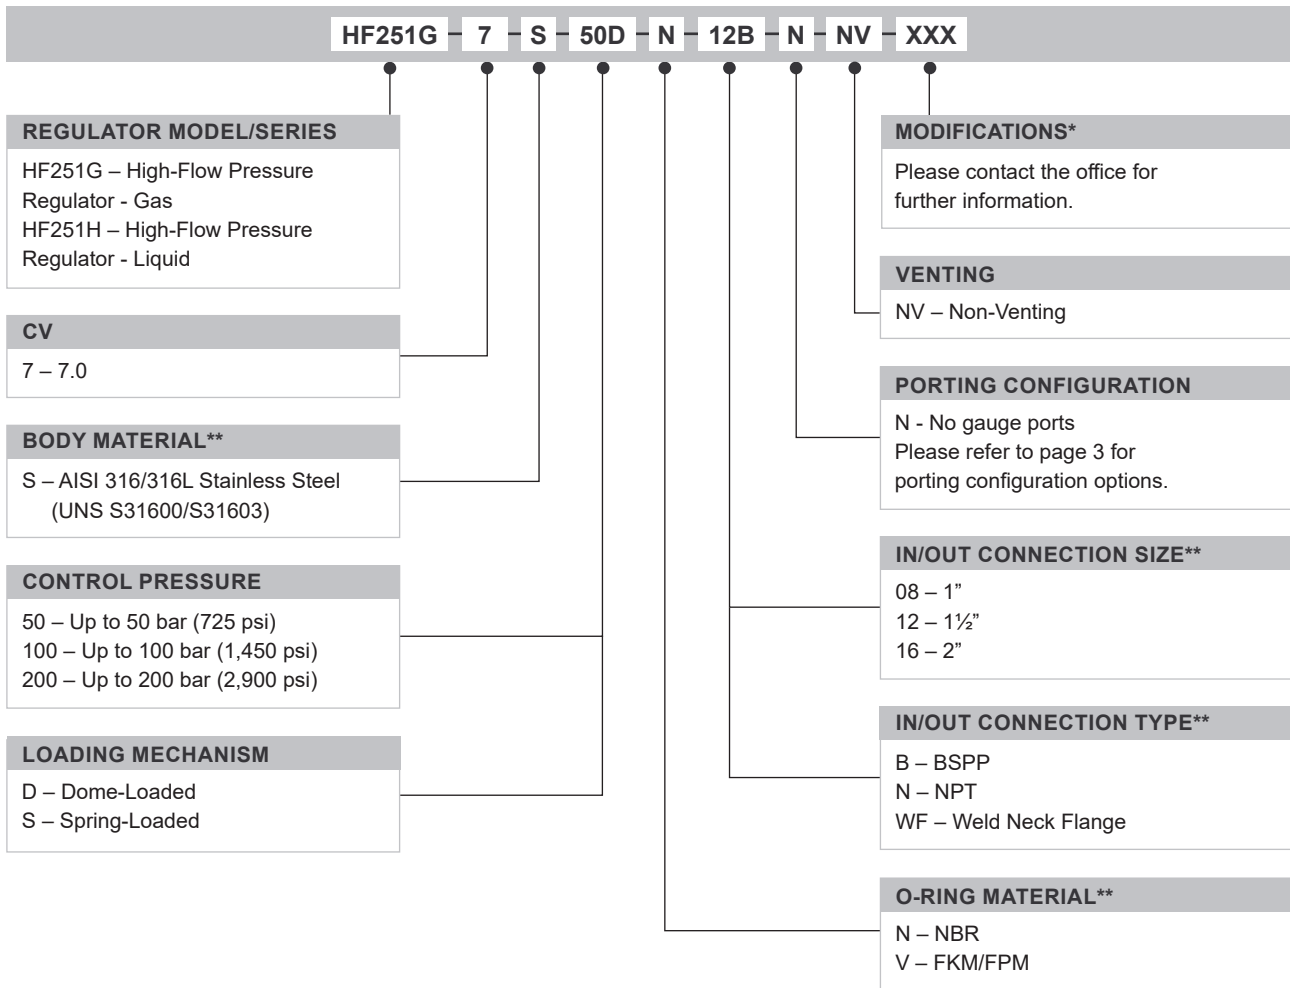 HF251G – 7 – S – 50D – N – 12B – N – NV – XXX
REGULATOR MODEL/SERIES
HF251G – High-Flow Pressure
Regulator - Gas
HF251H – High-Flow Pressure
Regulator - Liquid
CV
7 – 7.0
BODY MATERIAL**
S – AISI 316/316L Stainless Steel
(UNS S31600/S31603)
CONTROL PRESSURE
50 – Up to 50 bar (725 psi)
100 – Up to 100 bar (1,450 psi)
200 – Up to 200 bar (2,900 psi)
LOADING MECHANISM
D – Dome-Loaded
S – Spring-Loaded
MODIFICATIONS*
Please contact the office for
further information.
VENTING
NV – Non-Venting
PORTING CONFIGURATION
N - No gauge ports
Please refer to page 3 for
porting configuration options.
IN/OUT CONNECTION SIZE**
08 – 1”
12 – 1½”
16 – 2”
IN/OUT CONNECTION TYPE**
B – BSPP
N – NPT
WF – Weld Neck Flange
O-RING MATERIAL**
N – NBR
V – FKM/FPM